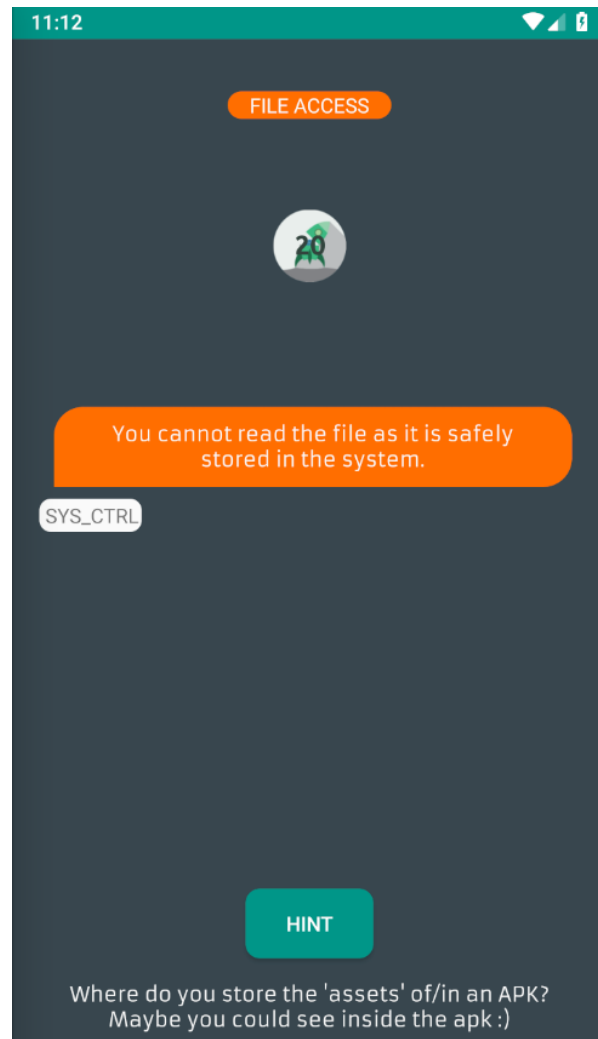 11:12
FILE ACCESS
20
You cannot read the file as it is safely
stored in the system.
SYS_CTRL
HINT
Where do you store the 'assets' of/in an APK?
Maybe you could see inside the apk :)